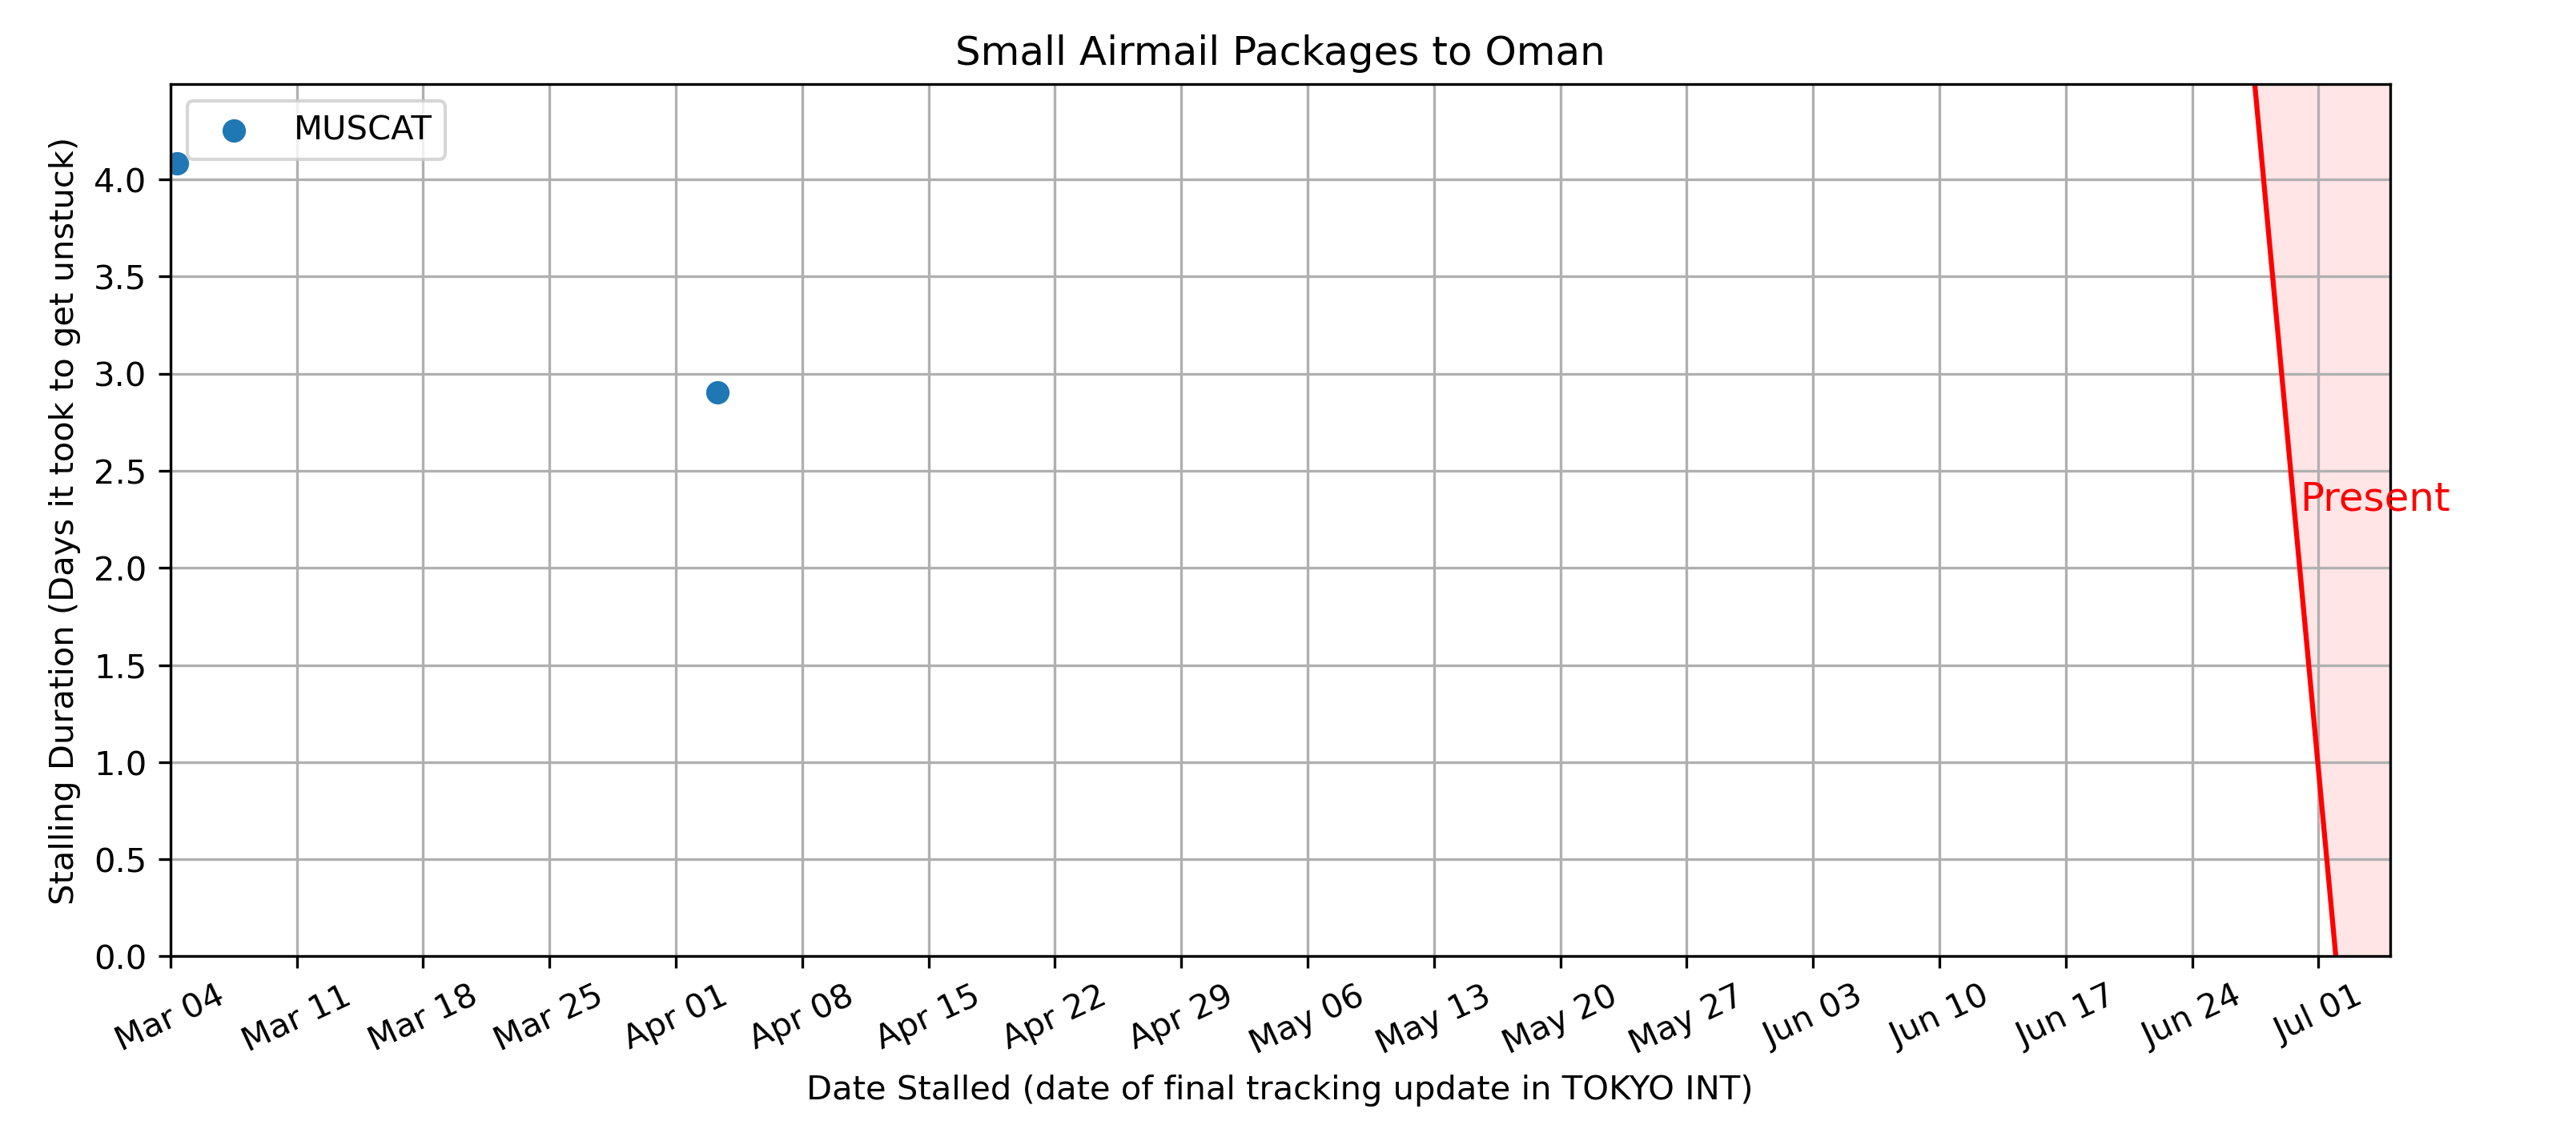 Small Airmail Packages to Oman
MUSCAT
Stalling Duration (Days it took to get unstuck)
4.0
3.5
3.0
2.5
2.0
1.5
1.0
0.5
0.0
Present
Mar 04 Mar 11 Mar 18 Mar 25 Apr 01 Apr 08 Apr 15 Apr 22 Apr 29 May 06 May 13 May 20 May 27 Jun 03 Jun 10 Jun 17 Jun 24 Jul 01
Date Stalled (date of final tracking update in TOKYO INT)